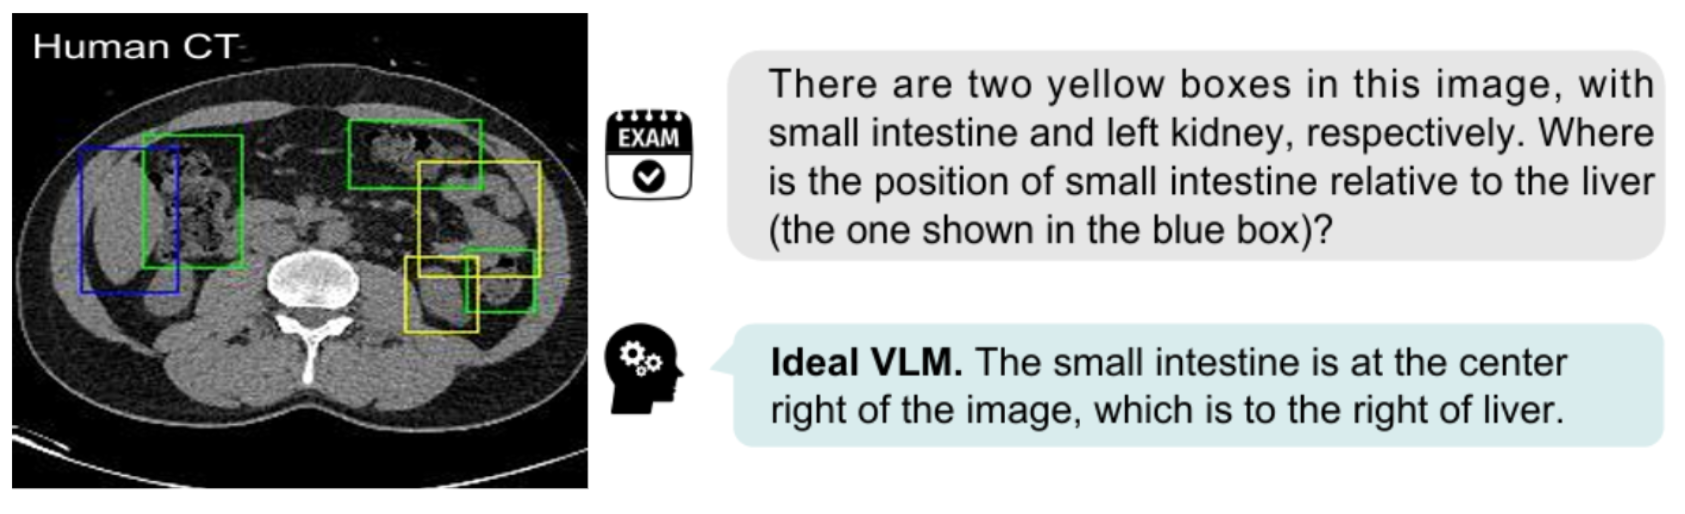 Human CT
EXAM
There are two yellow boxes in this image, with
small intestine and left kidney, respectively. Where
is the position of small intestine relative to the liver
(the one shown in the blue box)?
Ideal VLM. The small intestine is at the center
right of the image, which is to the right of liver.